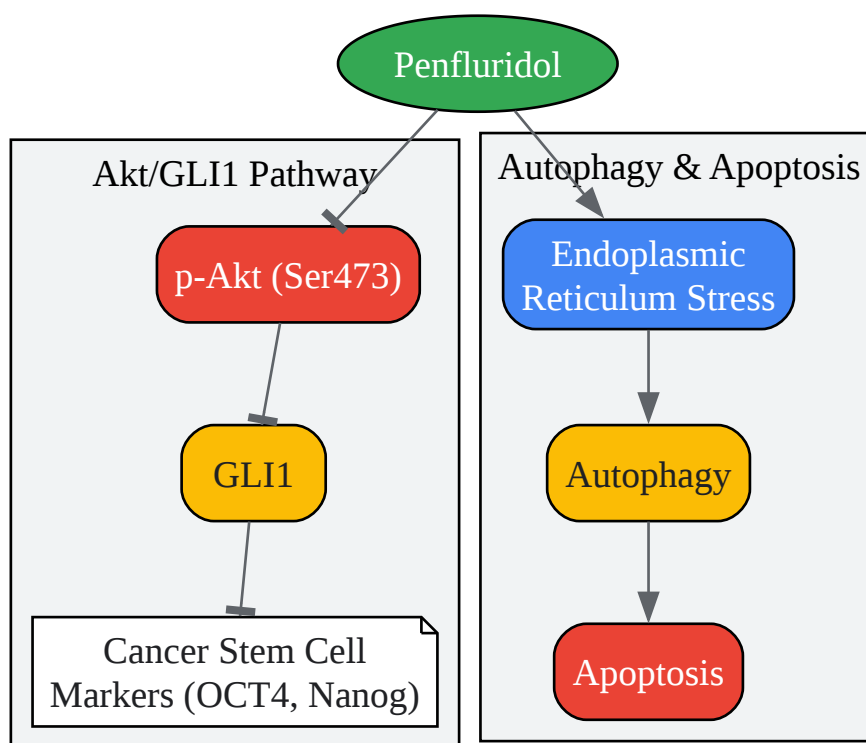 Penfluridol
Akt/GLI1 Pathway
p-Akt (Ser473)
GLI1
Cancer Stem Cell
Markers (OCT4, Nanog)
Autophagy & Apoptosis
Endoplasmic
Reticulum Stress
Autophagy
Apoptosis